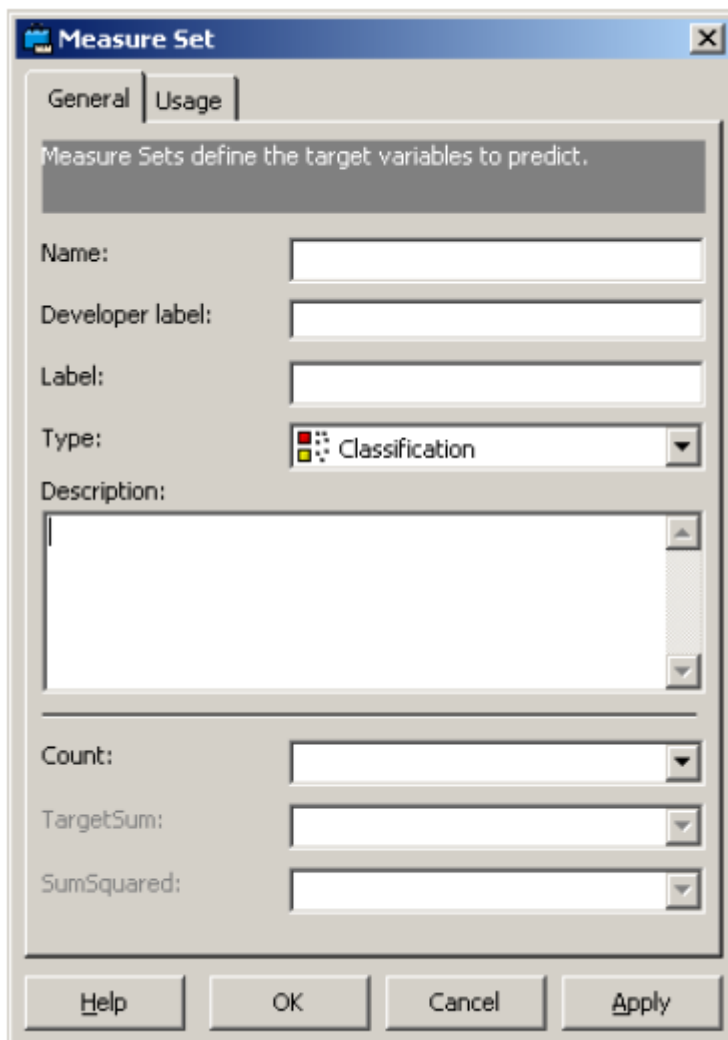 Measure Set
General Usage
Measure Sets define the target variables to predict.
Name:
Developer label:
Label:
Type: Classification
Description:
Count:
TargetSum:
SumSquared:
Help OK Cancel Apply